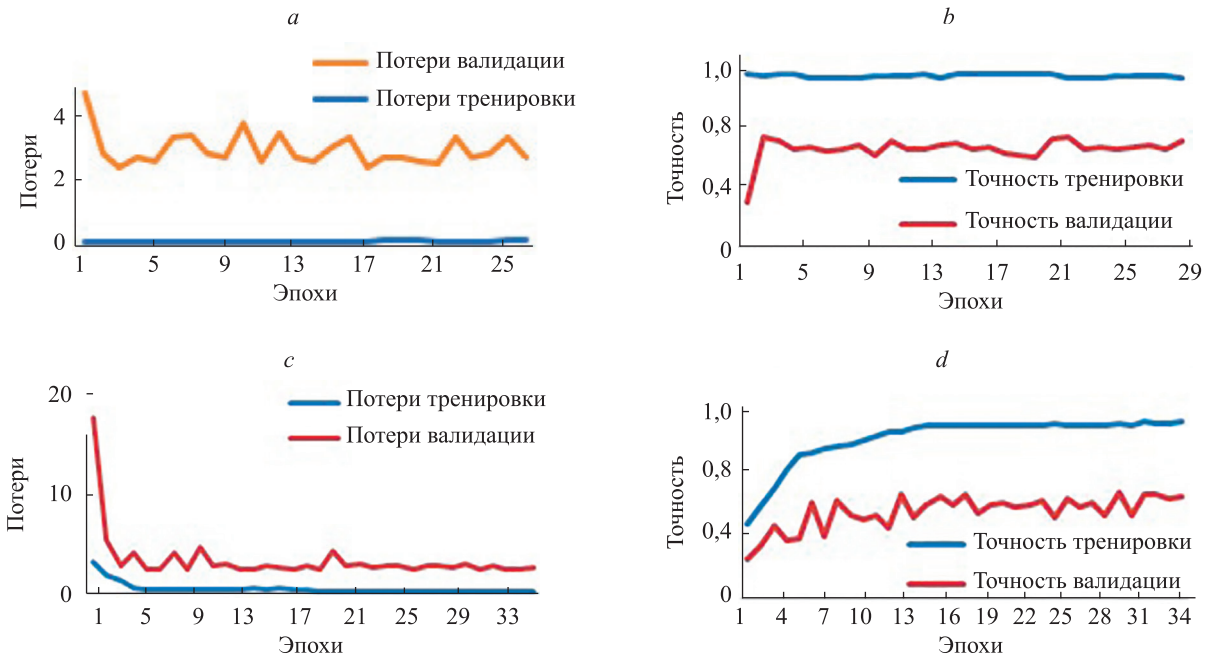 a
Потери валидации
Потери тренировки
Потери
4
2
0
1 5 9 13 17 21 25
Эпохи
b
Точность
1,0
0,8
0,4
0
Точность тренировки
Точность валидации
1 5 9 13 17 21 25 29
Эпохи
c
Потери тренировки
Потери валидации
Потери
20
10
0
1 5 9 13 17 21 25 29 33
Эпохи
d
Точность
1,0
0,8
0,4
0
Точность тренировки
Точность валидации
1 4 7 10 13 16 19 22 25 28 31 34
Эпохи